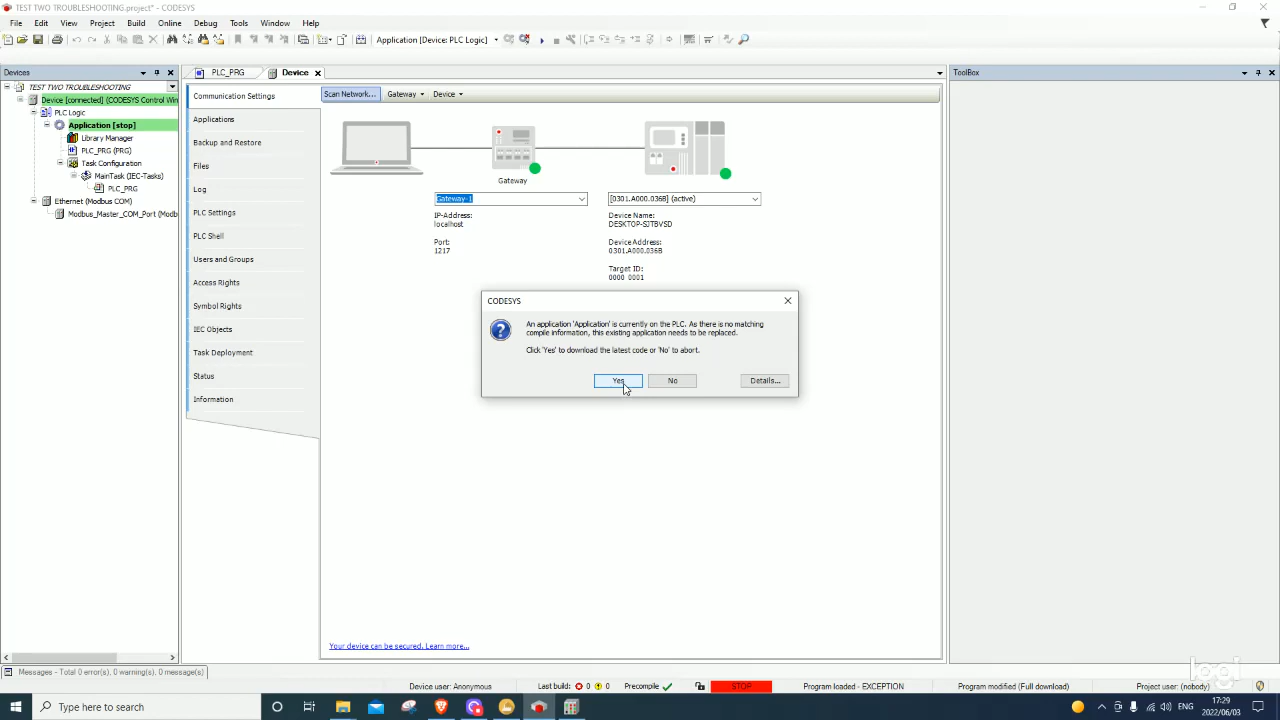 TEST TWO TROUBLESHOOTING.project* - CODESYS
File Edit View Project Build Online Debug Tools Window Help
Application [Device: PLC Logic]
Devices
TEST TWO TROUBLESHOOTING
Device [connected] (CODESYS Control Win
PLC Logic
Application [stop]
Library Manager
PLC_PRG (PRG)
Task Configuration
MainTask (IEC-Tasks)
PLC_PRG
Ethernet (Modbus COM)
Modbus_Master_COM_Port (Modb
PLC_PRG
Device
Communication Settings
Applications
Backup and Restore
Files
Log
PLC Settings
PLC Shell
Users and Groups
Access Rights
Symbol Rights
IEC Objects
Task Deployment
Status
Information
Scan Network... Gateway Device
Gateway
Gateway-1
IP-Address:
localhost
Port:
1217
[0301.A000.036B] (active)
Device Name:
DESKTOP-SJTBVSD
Device Address:
0301.A000.036B
Target ID:
0000 0001
CODESYS
An application 'Application' is currently on the PLC. As there is no matching
compile information, this existing application needs to be replaced.
Click 'Yes' to download the latest code or 'No' to abort.
Yes
No
Details...
Your device can be secured. Learn more...
ToolBox
Messages - Total 0 error(s), 0 warning(s), 0 message(s)
Device user: Anonymous
Last build: 0 0
Precompile
STOP
Program loaded - EXCEPTION
Program modified (Full download)
Project user: (nobody)
Type here to search
ENG
17:29
2022/06/03